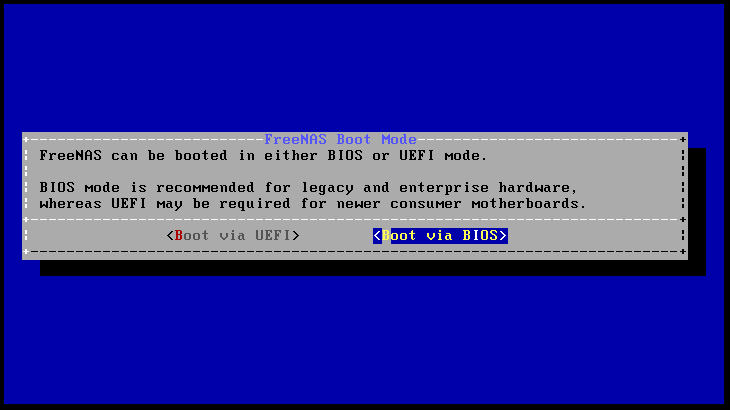 FreeNAS Boot Mode
FreeNAS can be booted in either BIOS or UEFI mode.
BIOS mode is recommended for legacy and enterprise hardware,
whereas UEFI may be required for newer consumer motherboards.
<Boot via UEFI> <Boot via BIOS>